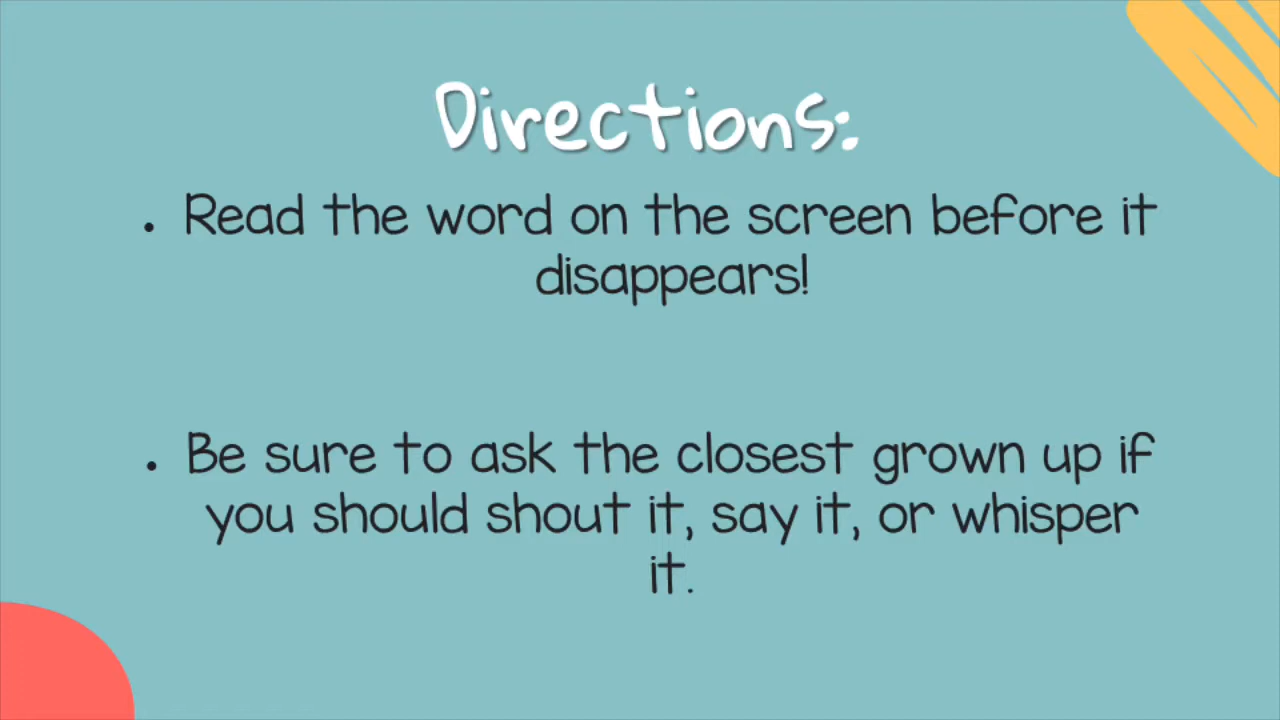 Directions:
• Read the word on the screen before it
disappears!
• Be sure to ask the closest grown up if
you should shout it, say it, or whisper
it.